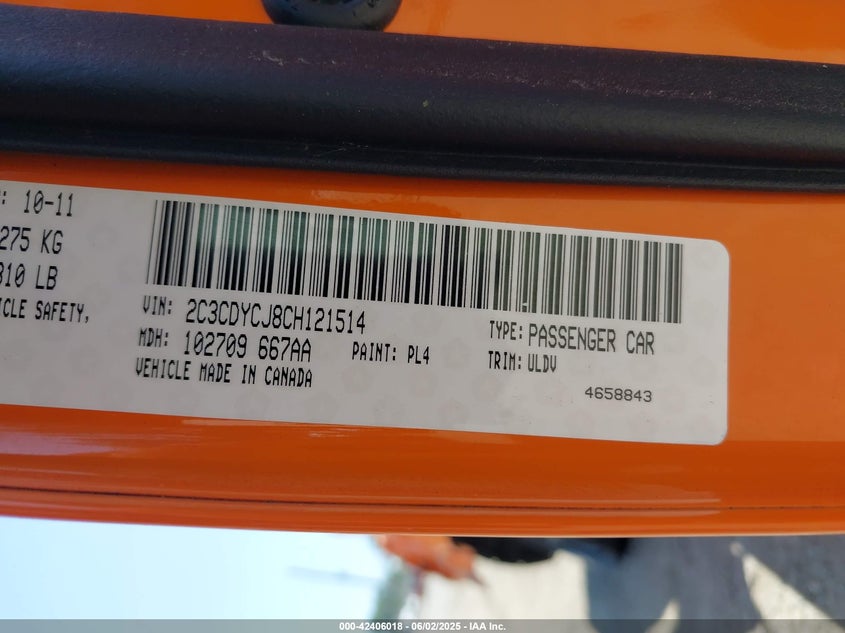 : 10-11
275 KG
310 LB
ICLE SAFETY,
VIN: 2C3CDYCJ8CH121514
MDH: 102709 667AA
PAINT: PL4
VEHICLE MADE IN CANADA
TYPE: PASSENGER CAR
TRIM: ULDV
4658843
000-42406018 - 06/02/2025 - IAA Inc.